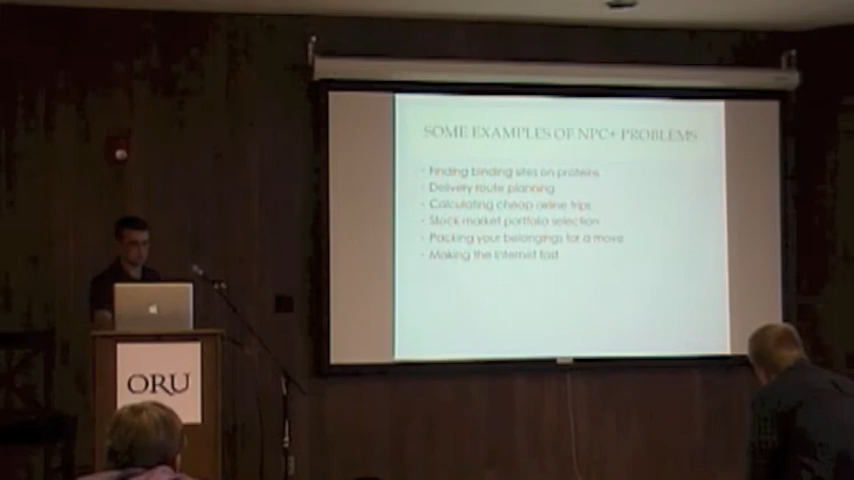 SOME EXAMPLES OF NPC+ PROBLEMS
- Finding binding sites on proteins
- Delivery route planning
- Calculating cheap airline trips
- Stock market portfolio selection
- Packing your belongings for a move
- Making the Internet fast
ORU